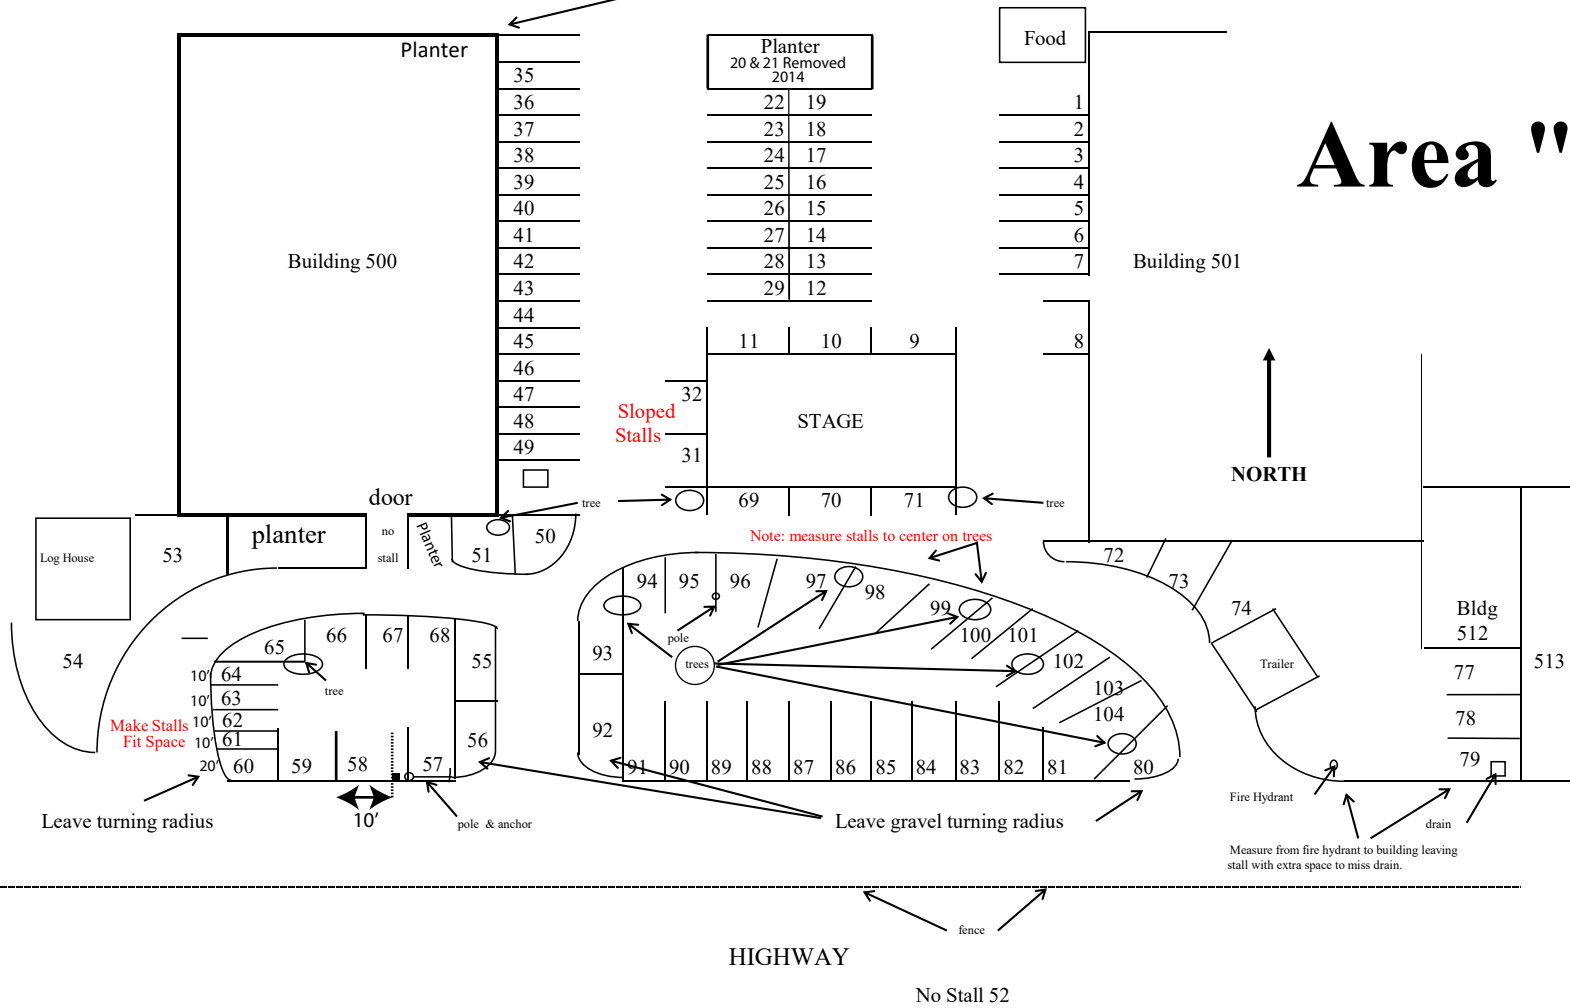 Planter
Planter
20 & 21 Removed
2014
Food
Area "
35
36
37
38
39
40
41
42
43
44
45
46
47
48
49
22 19
23 18
24 17
25 16
26 15
27 14
28 13
29 12
1
2
3
4
5
6
7
8
Building 500
Building 501
11 10 9
32
Sloped
Stalls
31
STAGE
NORTH
door
tree
69 70 71
tree
Log House
53
planter
no
stall
Planter
51
50
Note: measure stalls to center on trees
72
73
74
94 95 96 97 98
99
100 101
102
103
104
pole
trees
93
92
Bldg
512
Trailer
77
513
78
79
54
65 66 67 68
55
10' 64
tree
10' 63
Make Stalls
Fit Space
10' 62
10' 61
56
20' 60 59 58 57
91 90 89 88 87 86 85 84 83 82 81 80
Fire Hydrant
Leave turning radius
10'
pole & anchor
Leave gravel turning radius
drain
Measure from fire hydrant to building leaving
stall with extra space to miss drain.
fence
HIGHWAY
No Stall 52